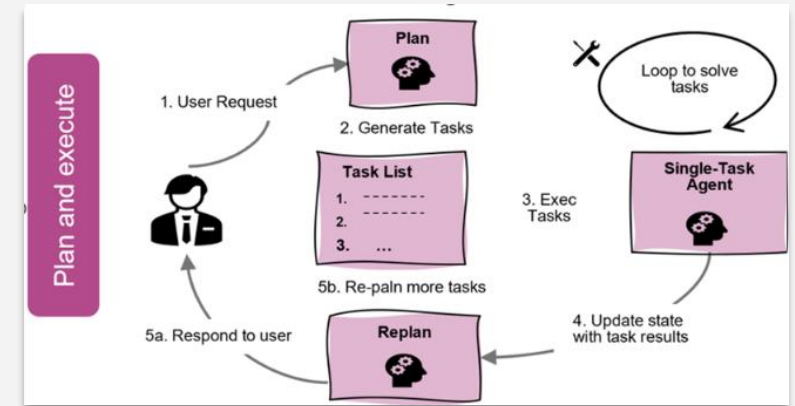 Plan and execute
Plan
1. User Request
2. Generate Tasks
Loop to solve
tasks
Task List
1.
2.
3. ...
3. Exec
Tasks
Single-Task
Agent
5b. Re-paln more tasks
5a. Respond to user
Replan
4. Update state
with task results